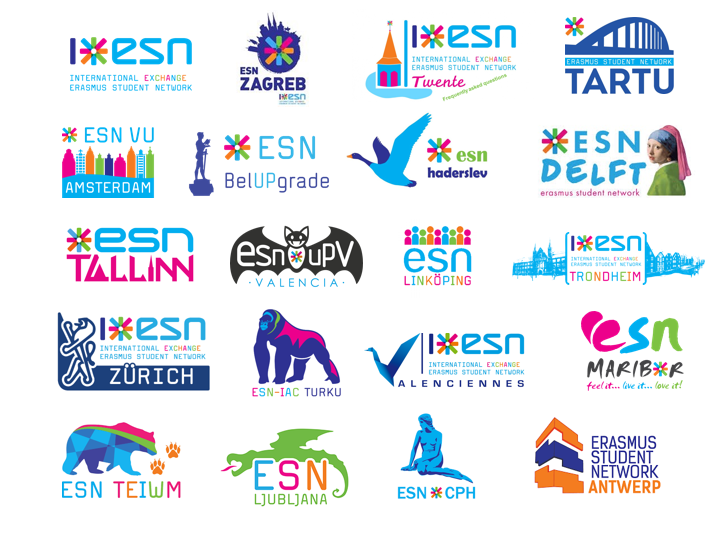 esn
INTERNATIONAL EXCHANGE
ERASMUS STUDENT NETWORK
ESN
ZAGREB
esn
esn
INTERNATIONAL EXCHANGE
ERASMUS STUDENT NETWORK
Twente
Frequently asked questions
ERASMUS STUDENT NETWORK
TARTU
ESN VU
AMSTERDAM
ESN
BelUPgrade
esn
haderslev
ESN
DELFT
erasmus student network
esn
TALLINN
esn upV
·VALENCIA·
esn
LINKÖPING
esn
INTERNATIONAL EXCHANGE
ERASMUS STUDENT NETWORK
TRONDHEIM
esn
INTERNATIONAL EXCHANGE
ERASMUS STUDENT NETWORK
ZÜRICH
ESN-IAC TURKU
esn
INTERNATIONAL EXCHANGE
ERASMUS STUDENT NETWORK
VALENCIENNES
esn
MARIBOR
feel it... live it... love it!
ESN TEIWM
ESN
LJUBLJANA
ESN CPH
ERASMUS
STUDENT
NETWORK
ANTWERP